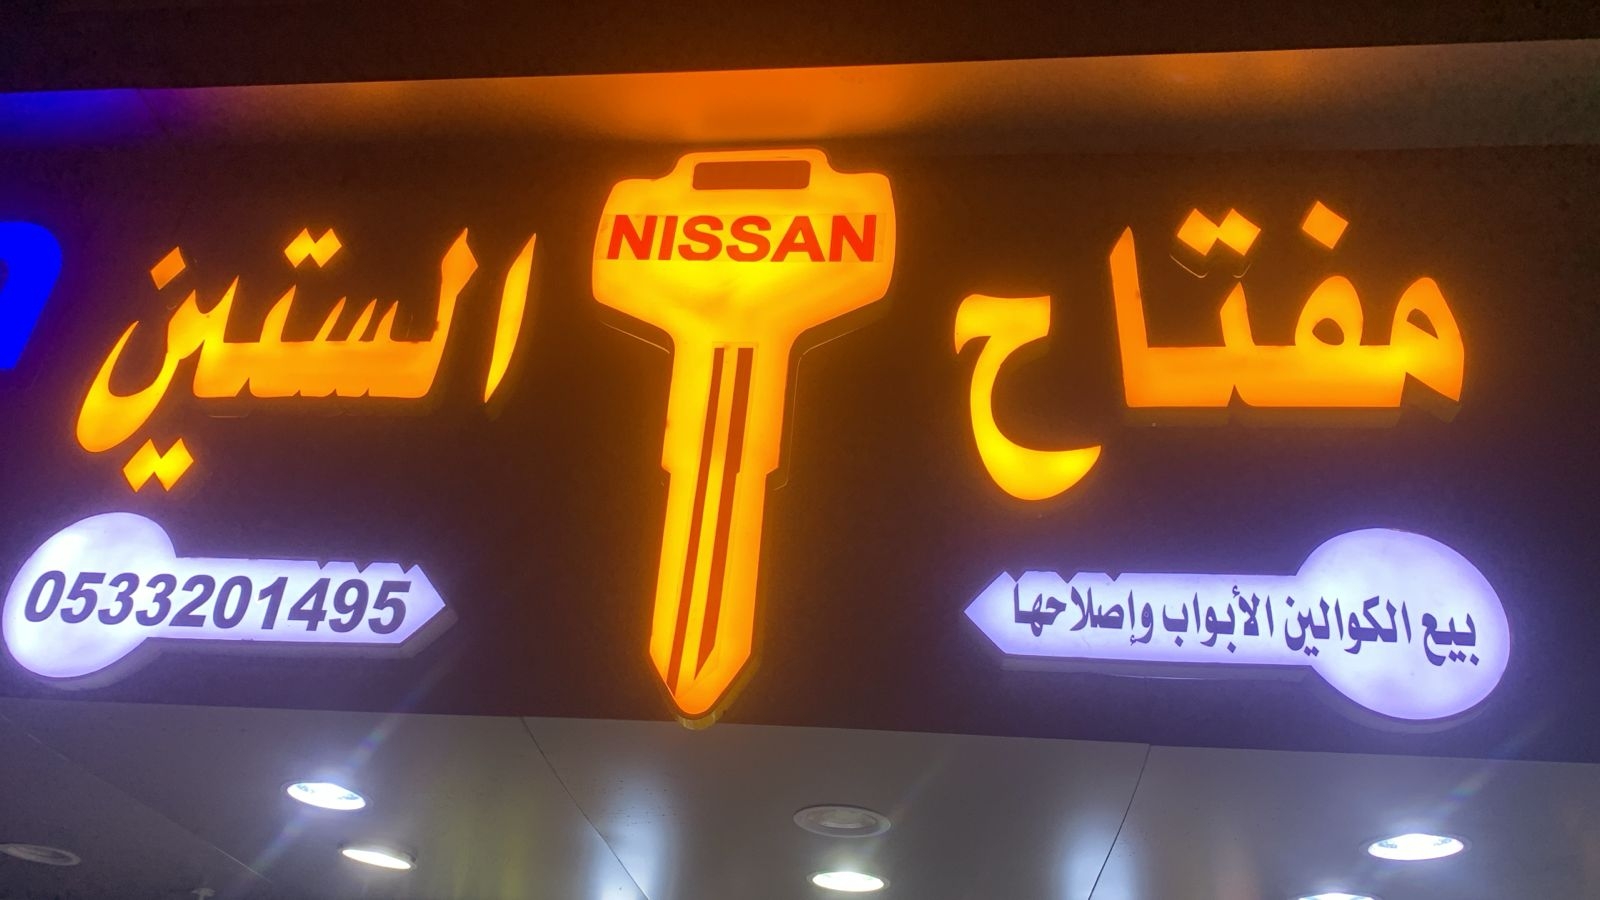 مفتاح
NISSAN
الستين
بيع الكوالين الأبواب وإصلاحها
0533201495